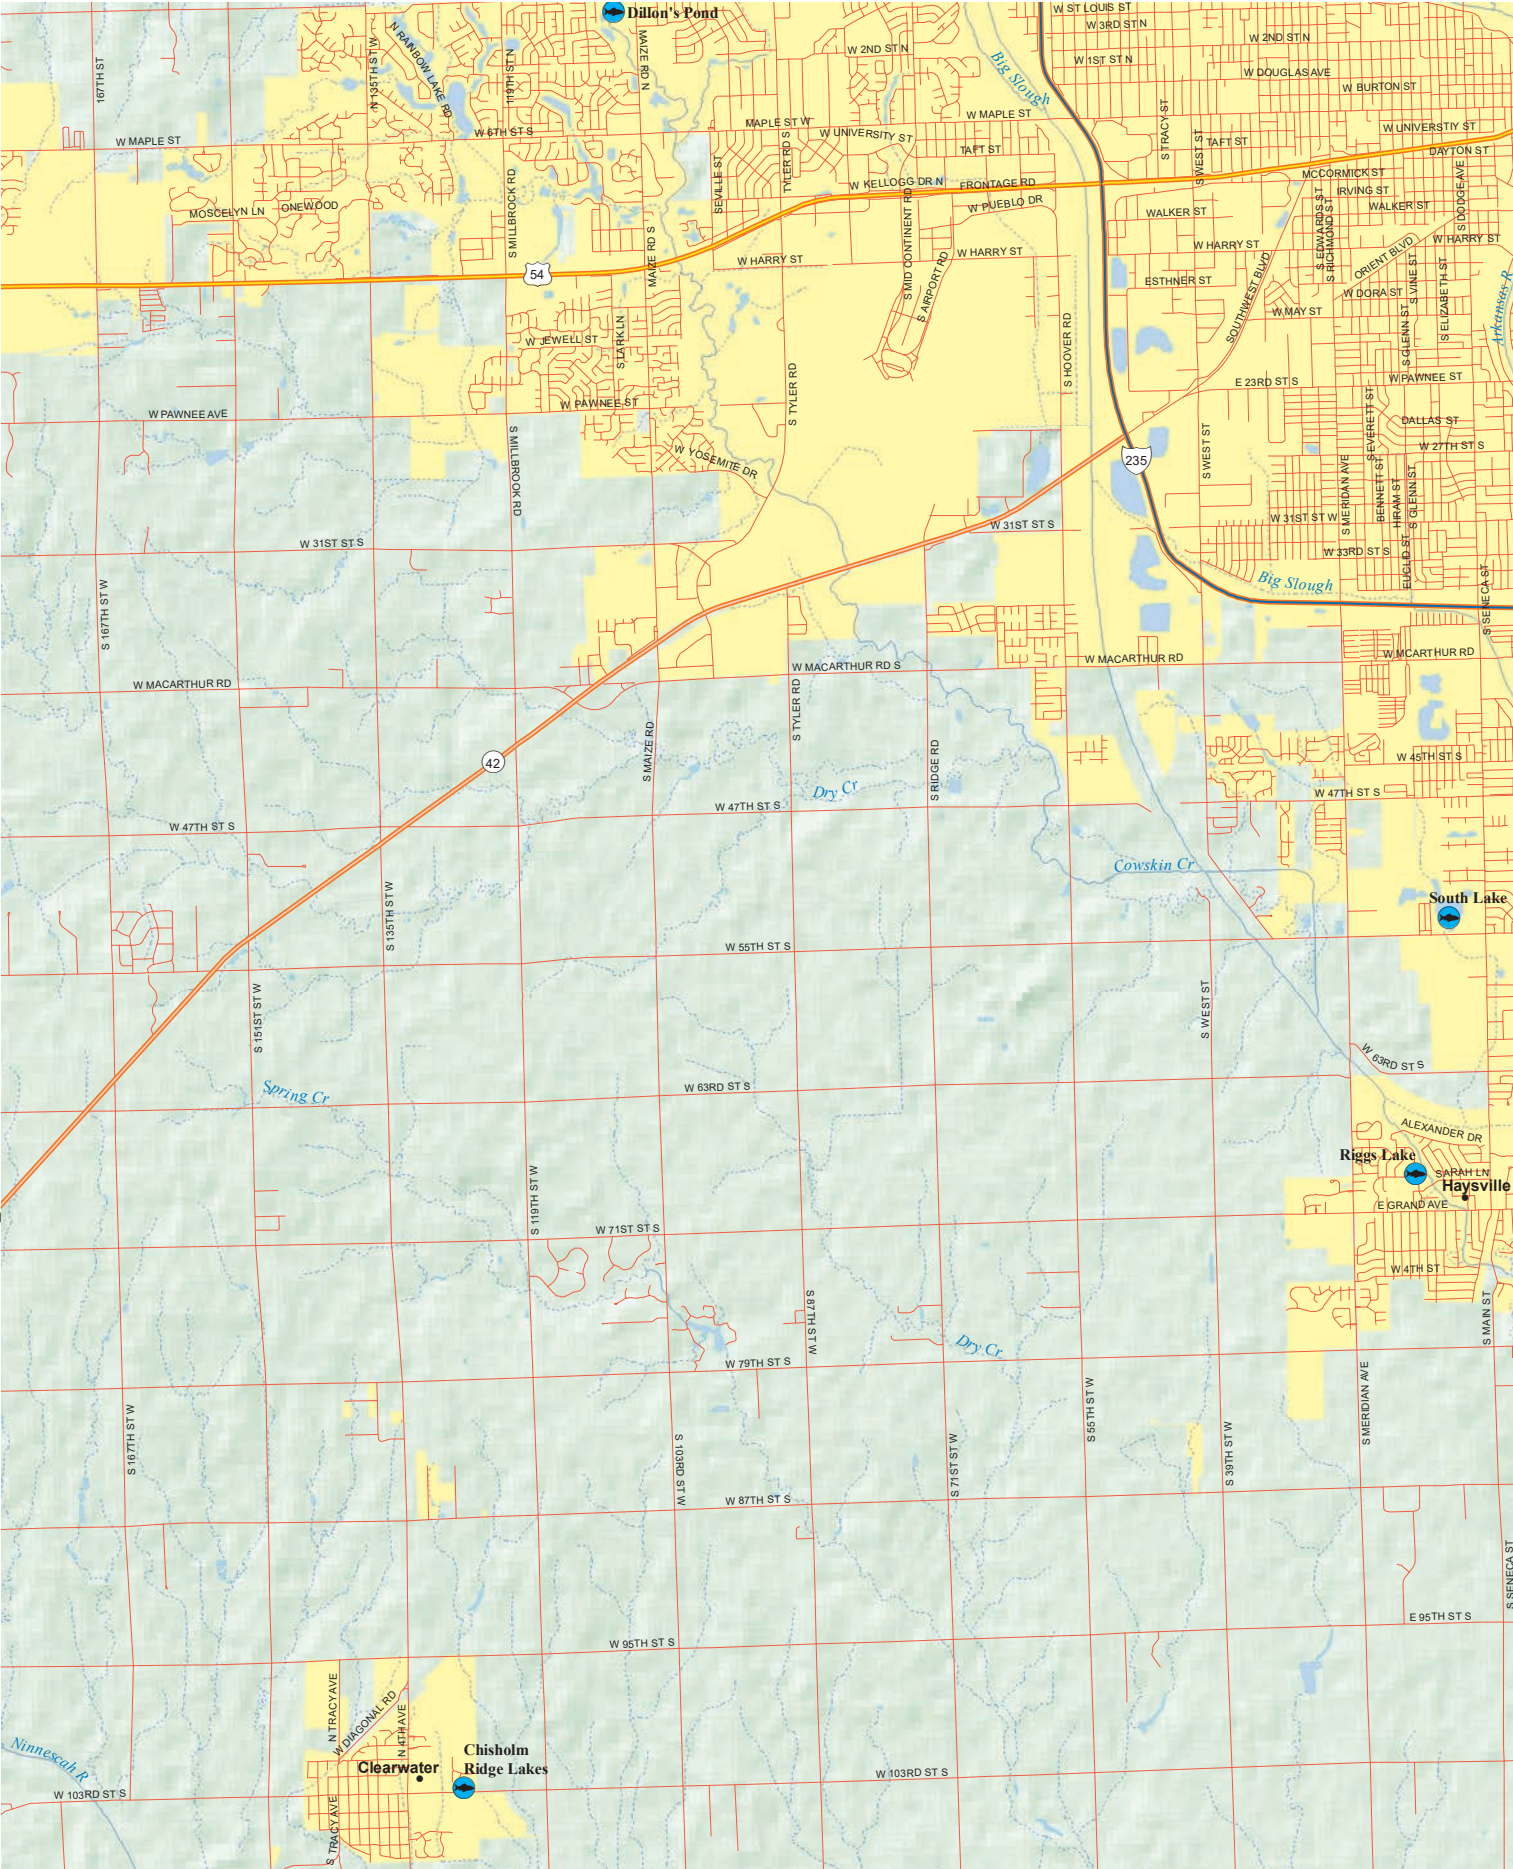 Dillon's Pond
W ST LOUIS ST
W 3RD ST N
W 2ND ST N
W 2ND ST N
W 1ST ST N
W DOUGLAS AVE
W BURTON ST
N RAINBOW LAKE RD
N 135TH ST W
119TH ST N
MAIZE RD N
167TH ST
Big Slough
W MAPLE ST
W 6TH ST S
MAPLE ST W
W UNIVERSITY ST
W MAPLE ST
TAFT ST
S TRACY ST
S WEST ST
TAFT ST
W UNIVERSTIY ST
DAYTON ST
MCCORMICK ST
IRVING ST
WALKER ST
S DODGE AVE
S EDWARDS ST
S RICHMOND ST
W KELLOGG DR N
FRONTAGE RD
W PUEBLO DR
WALKER ST
MOSCELYN LN
ONEWOOD
S MILLBROCK RD
SEVILLE ST
TYLER RD S
MAIZE RD S
W HARRY ST
S MID CONTINENT RD
S AIRPORT RD
W HARRY ST
W HARRY ST
ORIENT BLVD
W HARRY ST
54
ESTHNER ST
SOUTHWEST BLVD
W DORA ST
W MAY ST
S VINE ST
S ELIZABETH ST
S GLENN ST
Arkansas R
W JEWELL ST
S LARK LN
S HOOVER RD
E 23RD ST S
W PAWNEE ST
W PAWNEE AVE
W PAWNEE ST
S TYLER RD
S MILLBROOK RD
W YOSEMITE DR
235
S WEST ST
S EVERETT ST
DALLAS ST
W 27TH ST S
S MERIDAN AVE
BENNETT ST
HIRAM ST
S GLENN ST
W 31ST ST S
W 31ST ST S
W 31ST ST W
W 33RD ST S
EUCLID ST
Big Slough
S SENECA ST
S 167TH ST W
W MACARTHUR RD
W MACARTHUR RD S
W MACARTHUR RD
W MCARTHUR RD
S MAIZE RD
S TYLER RD
S RIDGE RD
42
W 45TH ST S
Dry Cr
W 47TH ST S
W 47TH ST S
W 47TH ST S
Cowskin Cr
South Lake
S 135TH ST W
W 55TH ST S
S 151ST ST W
S WEST ST
W 63RD ST S
Spring Cr
W 63RD ST S
ALEXANDER DR
Riggs Lake
SARAH LN
Haysville
E GRAND AVE
S 119TH ST W
W 71ST ST S
W 4TH ST
S 87TH ST W
S MAIN ST
Dry Cr
W 79TH ST S
S 167TH ST W
S 103RD ST W
S 71ST ST W
S 55TH ST W
S 39TH ST W
S MERIDIAN AVE
W 87TH ST S
S SENECA ST
E 95TH ST S
W 95TH ST S
N TRACY AVE
W DIAGONAL RD
N 4TH AVE
Ninnescah R
Clearwater
Chisholm
Ridge Lakes
W 103RD ST S
W 103RD ST S
S TRACY AVE